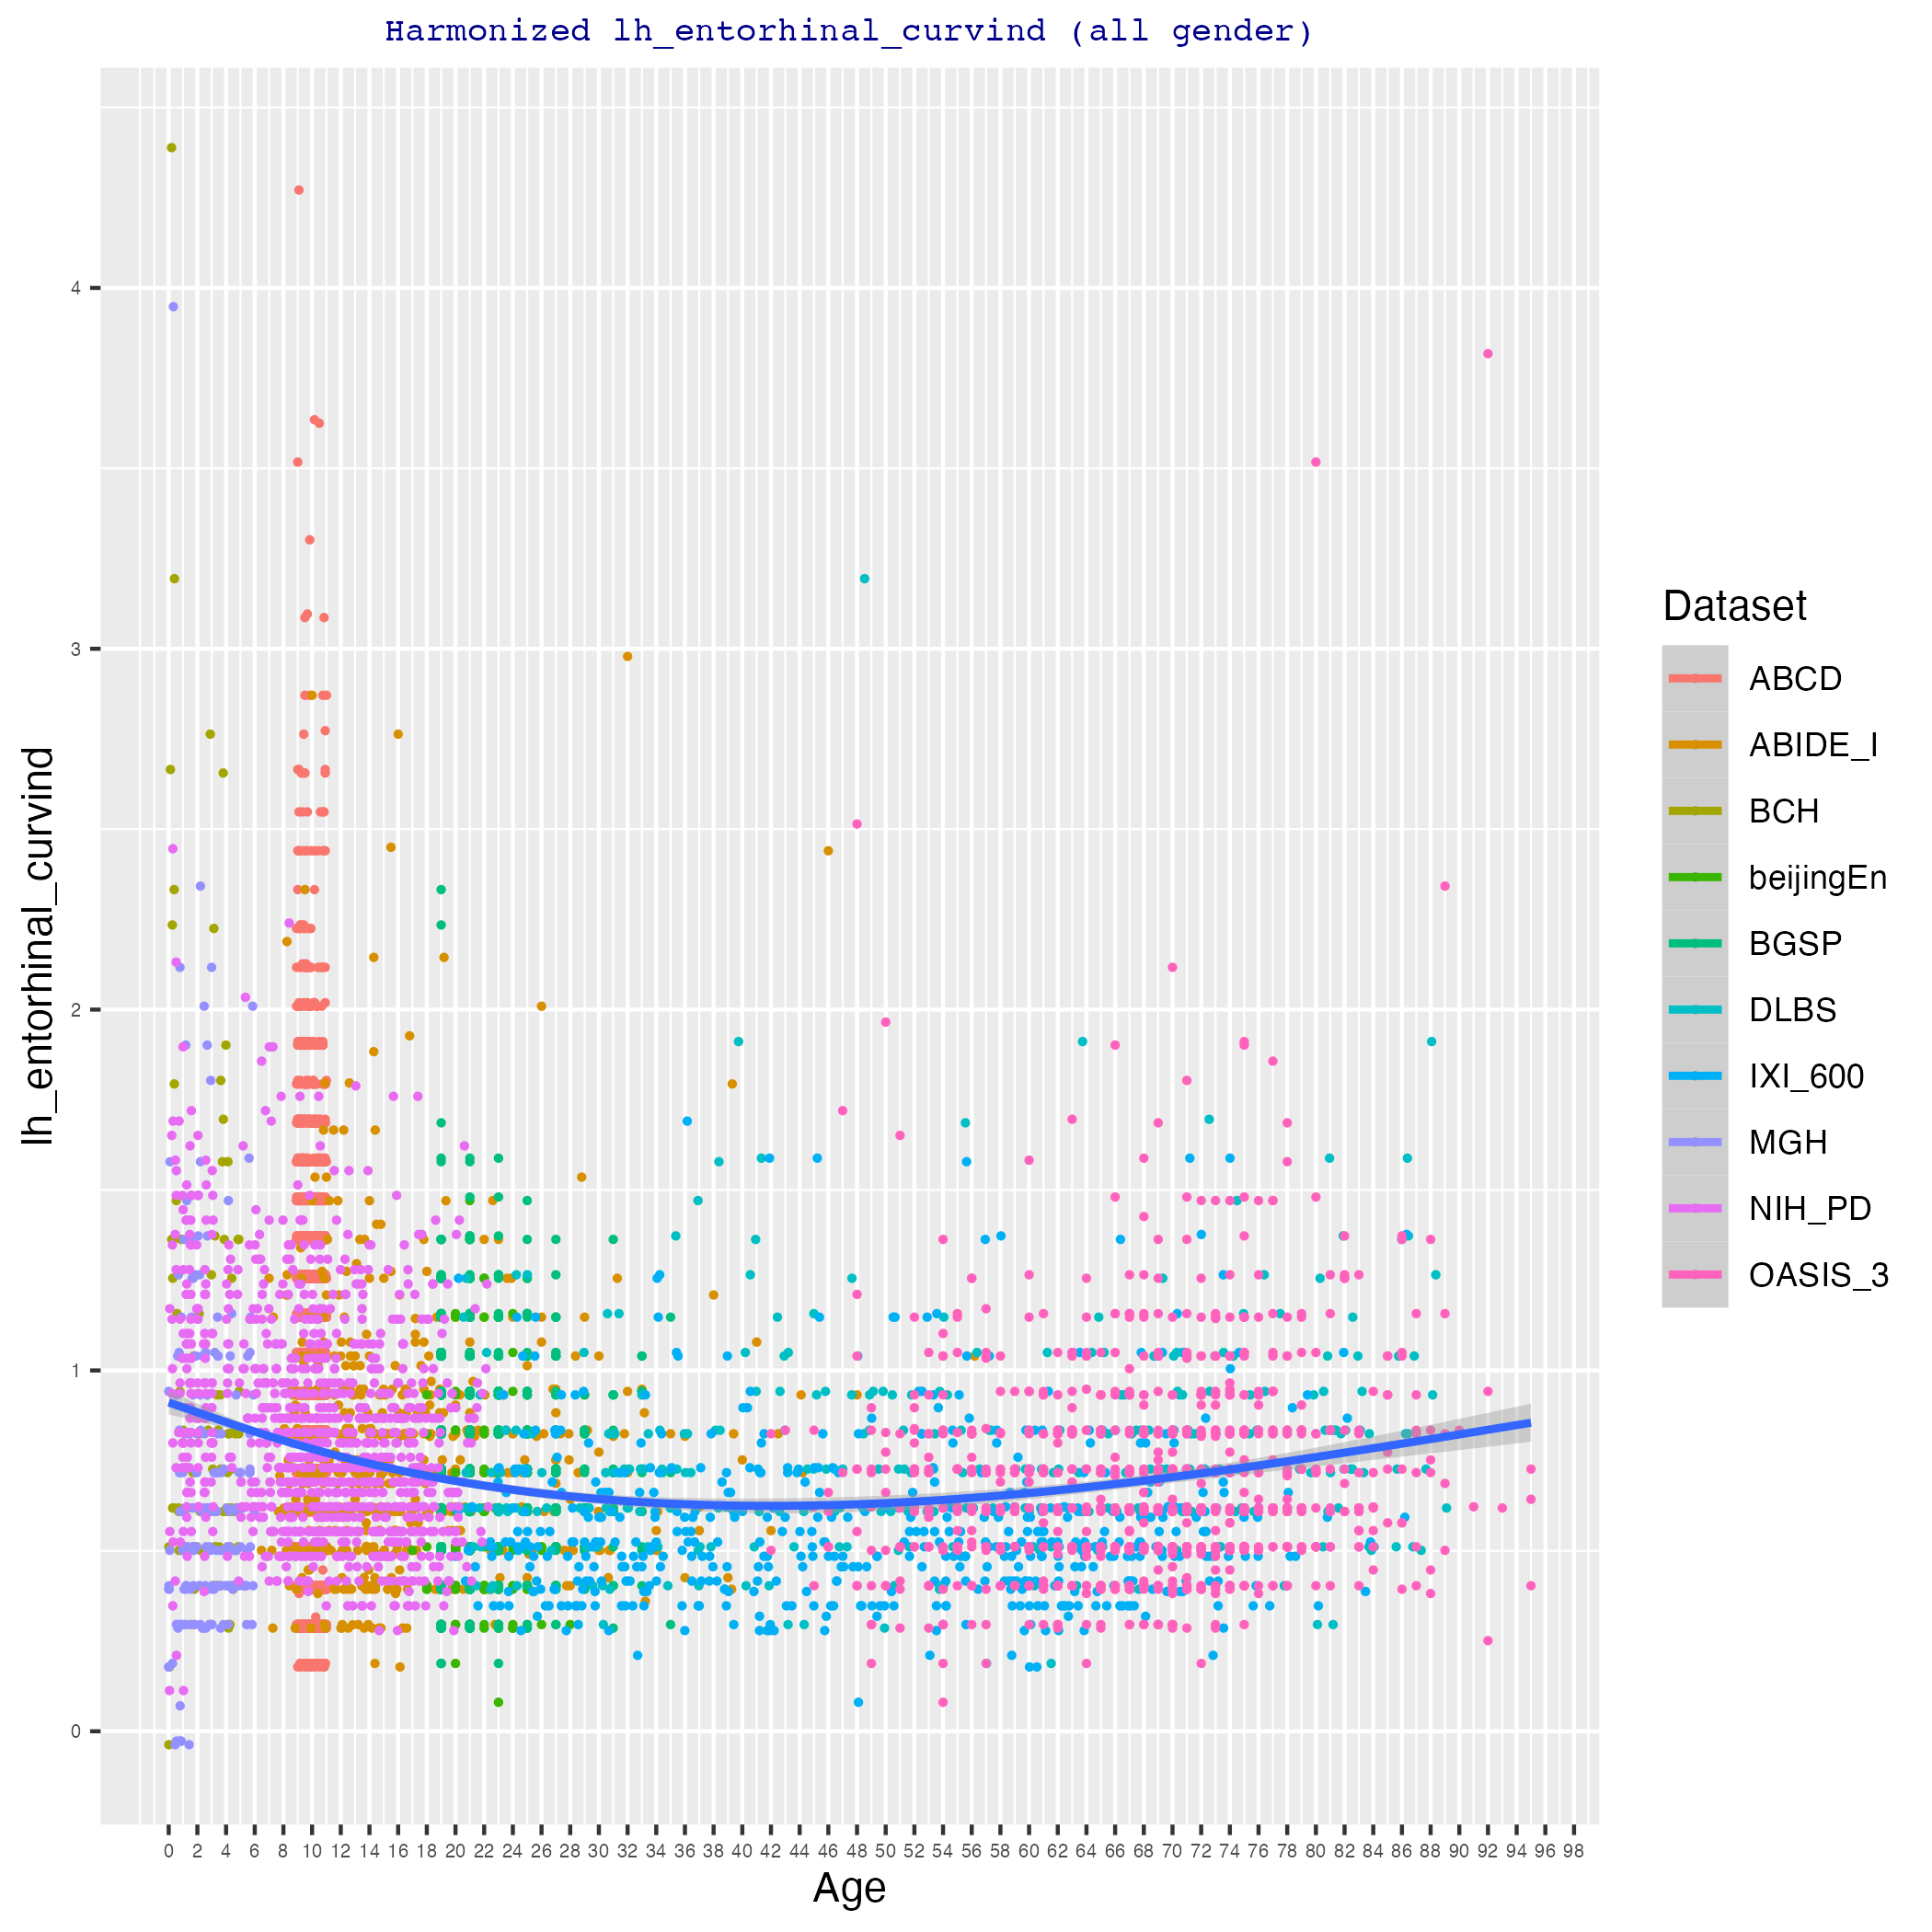 Harmonized lh_entorhinal_curvind (all gender)
lh_entorhinal_curvind
4
3
2
1
0
0 2 4 6 8 10 12 14 16 18 20 22 24 26 28 30 32 34 36 38 40 42 44 46 48 50 52 54 56 58 60 62 64 66 68 70 72 74 76 78 80 82 84 86 88 90 92 94 96 98
Age
Dataset
ABCD
ABIDE_I
BCH
beijingEn
BGSP
DLBS
IXI_600
MGH
NIH_PD
OASIS_3